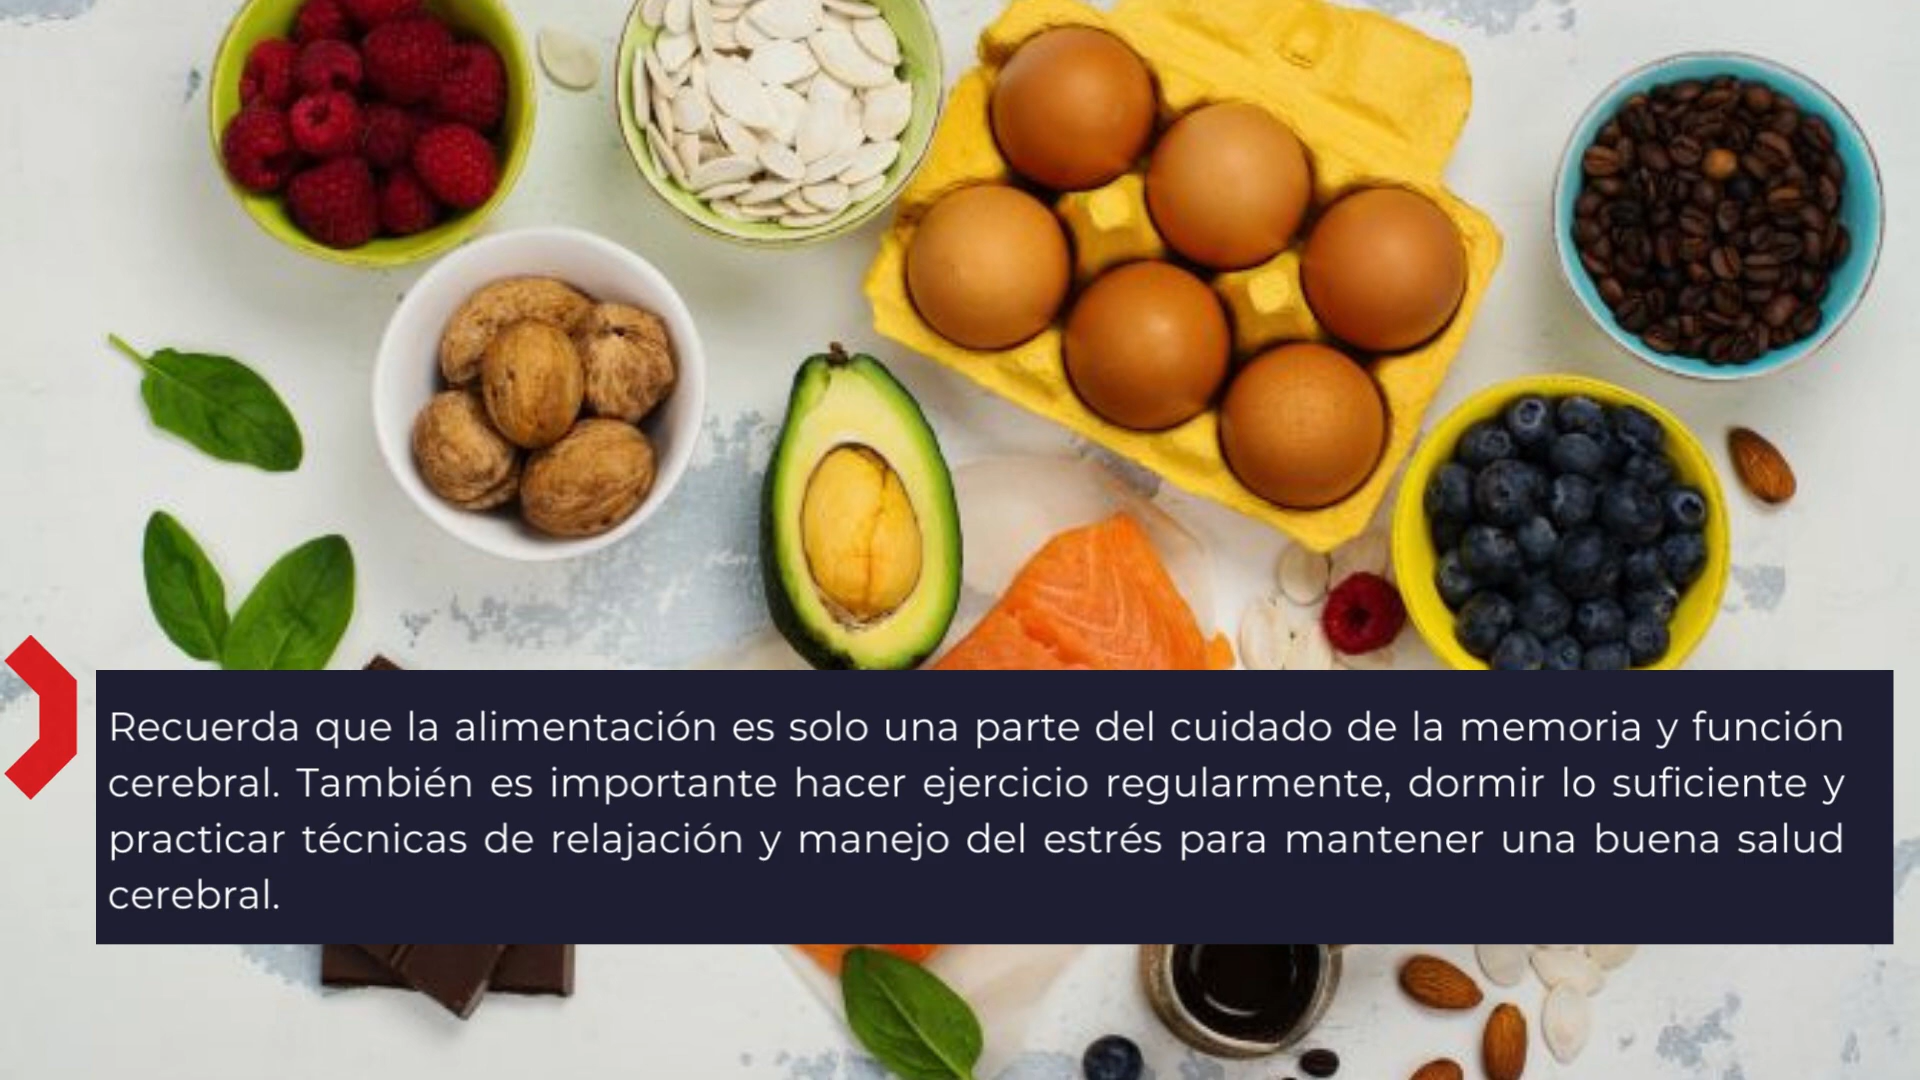 Recuerda que la alimentación es solo una parte del cuidado de la memoria y función
cerebral. También es importante hacer ejercicio regularmente, dormir lo suficiente y
practicar técnicas de relajación y manejo del estrés para mantener una buena salud
cerebral.